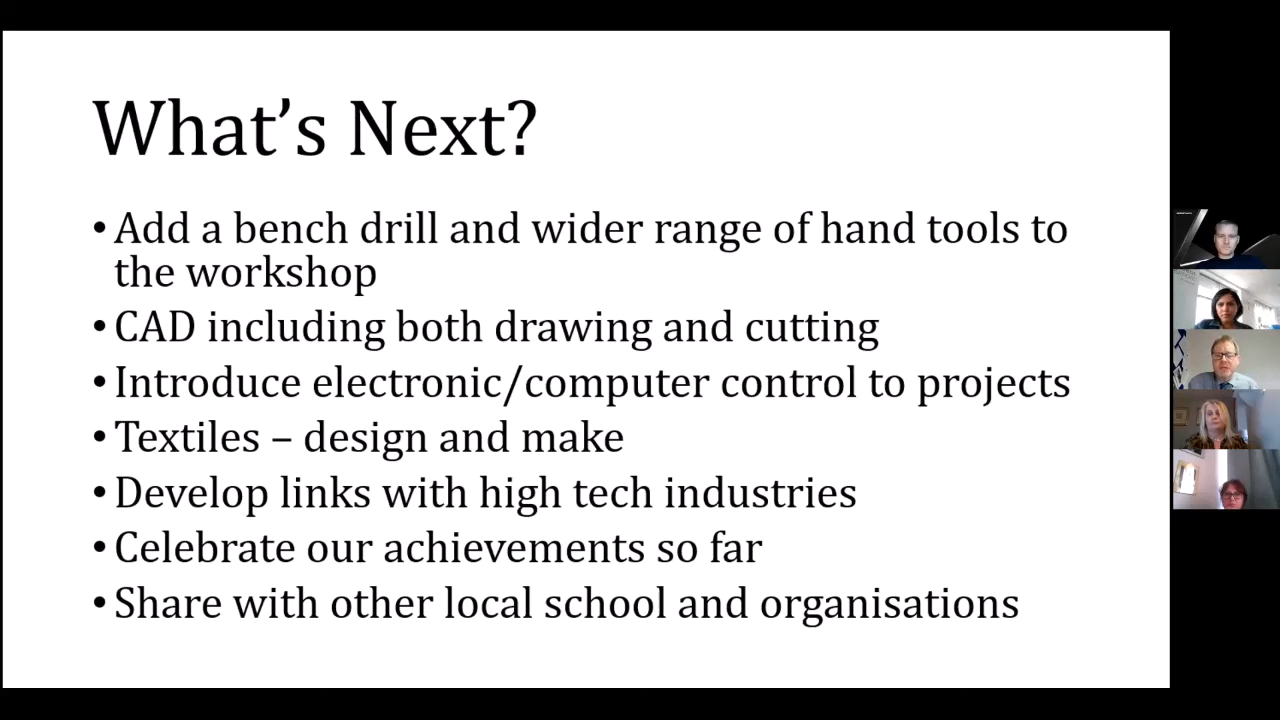 What's Next?
• Add a bench drill and wider range of hand tools to
the workshop
• CAD including both drawing and cutting
• Introduce electronic/computer control to projects
• Textiles – design and make
• Develop links with high tech industries
• Celebrate our achievements so far
• Share with other local school and organisations